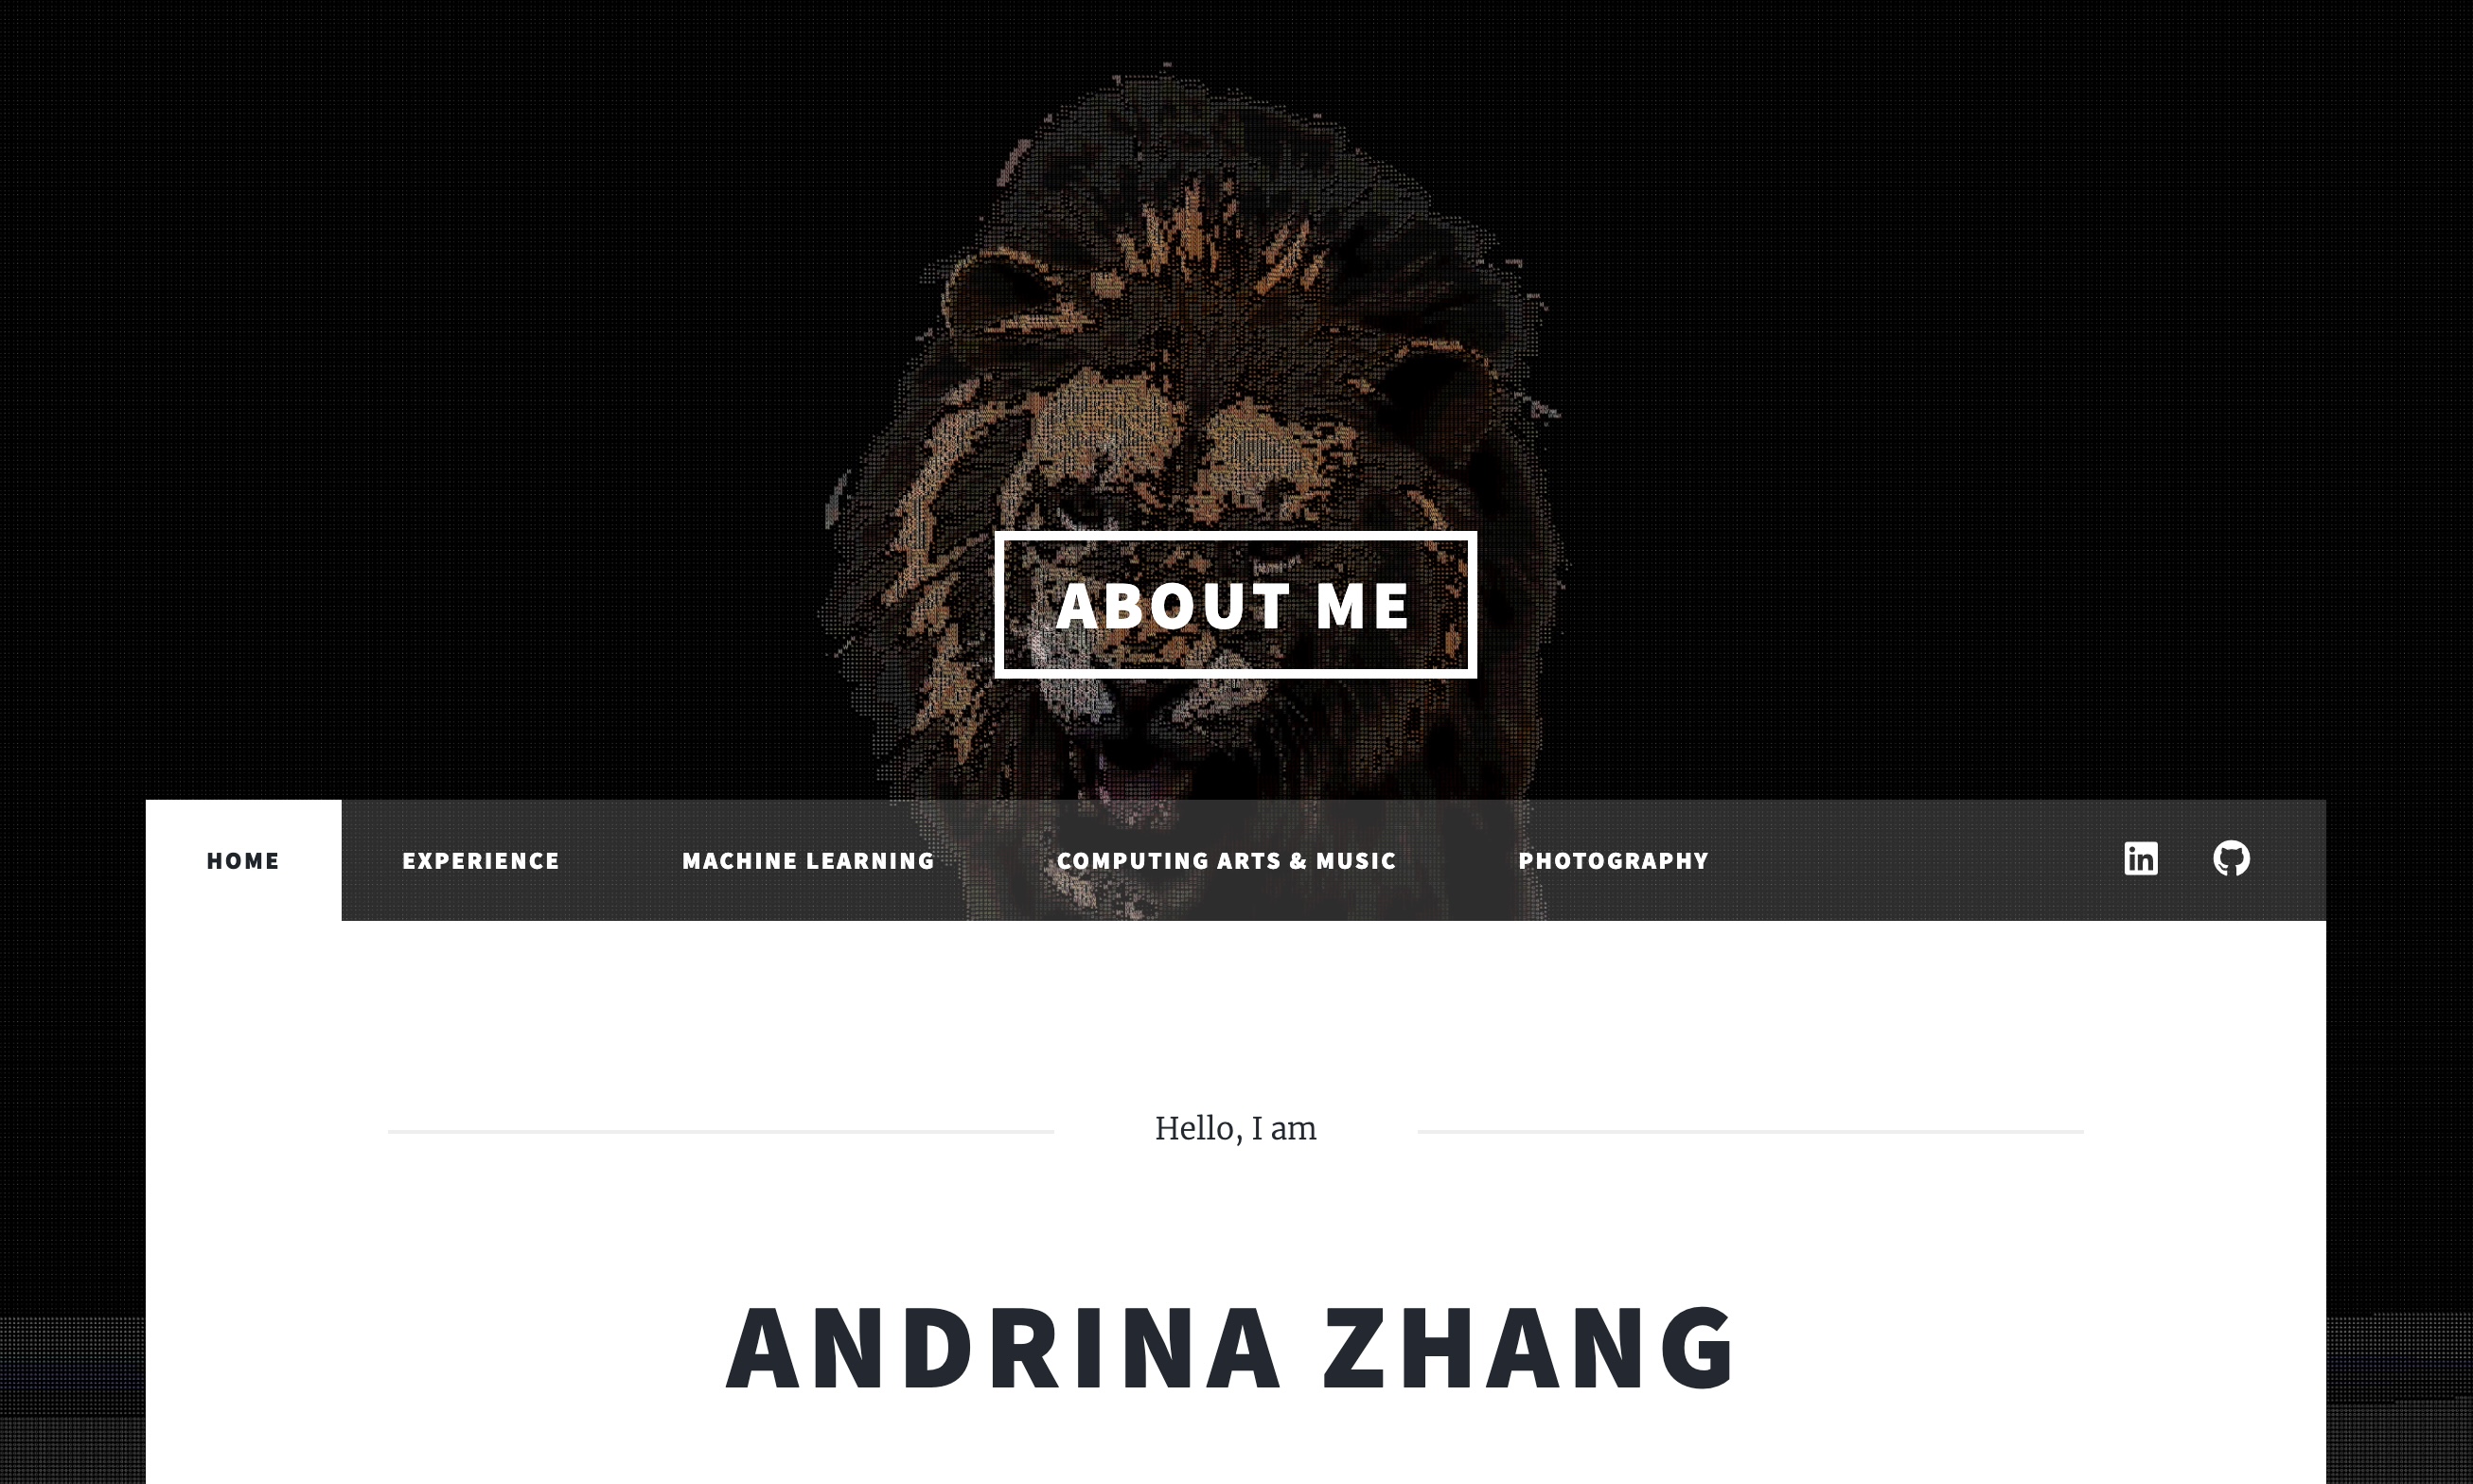 ABOUT ME
HOME EXPERIENCE MACHINE LEARNING COMPUTING ARTS & MUSIC PHOTOGRAPHY
Hello, I am
ANDRINA ZHANG